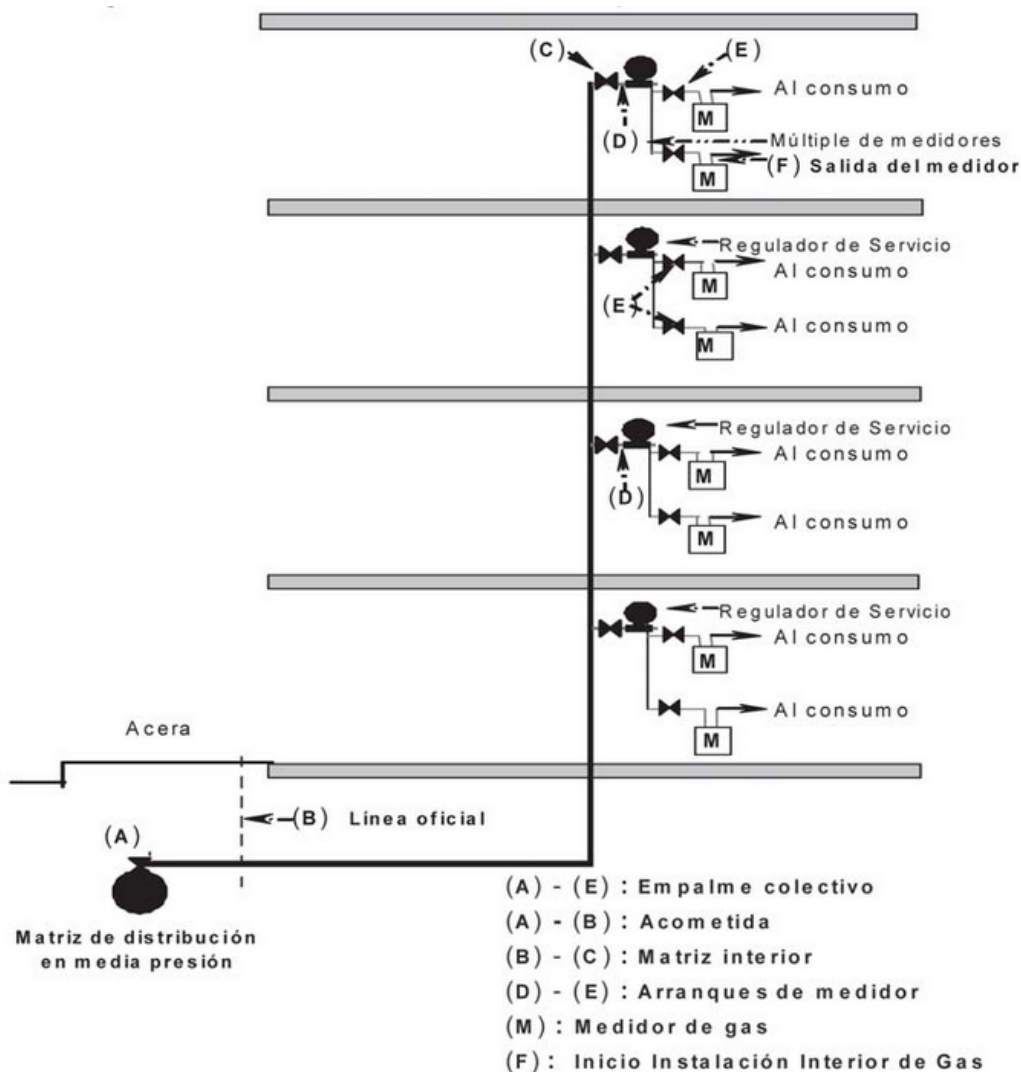 (C)
(E)
Al consumo
M
(D)
Múltiple de medidores
(F) Salida del medidor
M
Regulador de Servicio
Al consumo
M
(E)
Al consumo
M
Regulador de Servicio
Al consumo
M
(D)
Al consumo
M
Regulador de Servicio
Al consumo
M
Al consumo
M
Acera
(B) Línea oficial
(A)
Matriz de distribución
en media presión
(A) - (E) : Empalme colectivo
(A) - (B) : Acometida
(B) - (C) : Matriz interior
(D) - (E) : Arranques de medidor
(M) : Medidor de gas
(F) : Inicio Instalación Interior de Gas